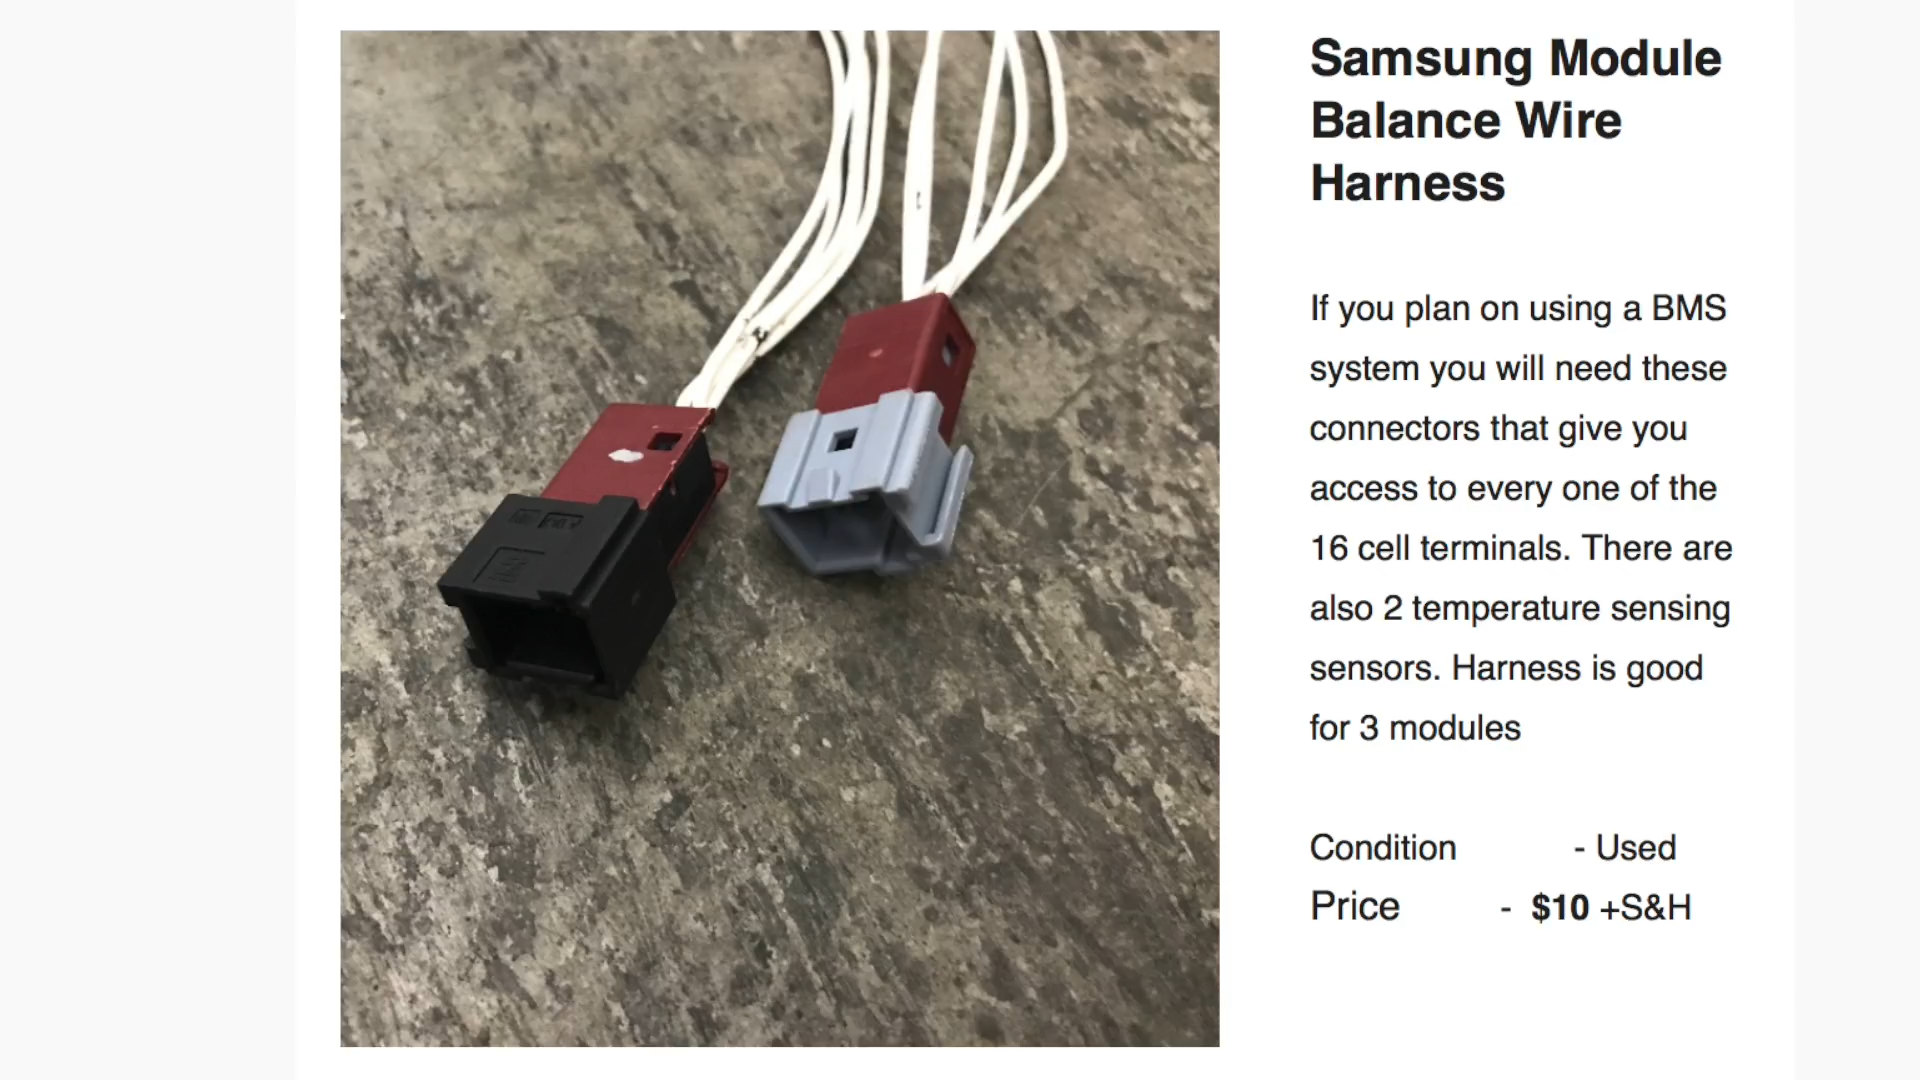 Samsung Module
Balance Wire
Harness
If you plan on using a BMS
system you will need these
connectors that give you
access to every one of the
16 cell terminals. There are
also 2 temperature sensing
sensors. Harness is good
for 3 modules
Condition - Used
Price - $10 +S&H